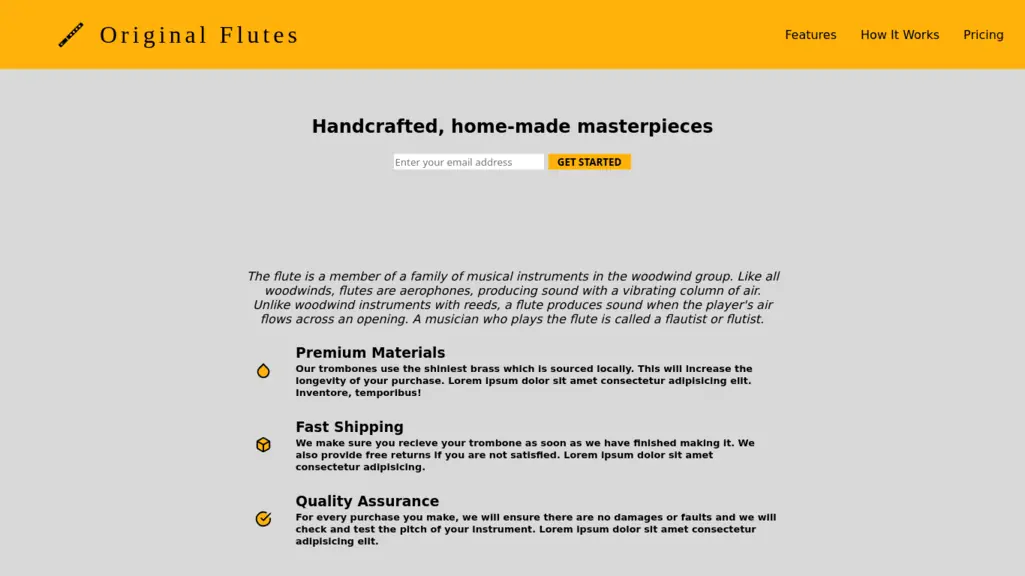 Original Flutes
Features
How It Works
Pricing
Handcrafted, home-made masterpieces
Enter your email address
GET STARTED
The flute is a member of a family of musical instruments in the woodwind group. Like all
woodwinds, flutes are aerophones, producing sound with a vibrating column of air.
Unlike woodwind instruments with reeds, a flute produces sound when the player's air
flows across an opening. A musician who plays the flute is called a flautist or flutist.
Premium Materials
Our trombones use the shiniest brass which is sourced locally. This will increase the
longevity of your purchase. Lorem ipsum dolor sit amet consectetur adipisicing elit.
Inventore, temporibus!
Fast Shipping
We make sure you recieve your trombone as soon as we have finished making it. We
also provide free returns if you are not satisfied. Lorem ipsum dolor sit amet
consectetur adipisicing.
Quality Assurance
For every purchase you make, we will ensure there are no damages or faults and we will
check and test the pitch of your instrument. Lorem ipsum dolor sit amet consectetur
adipisicing elit.